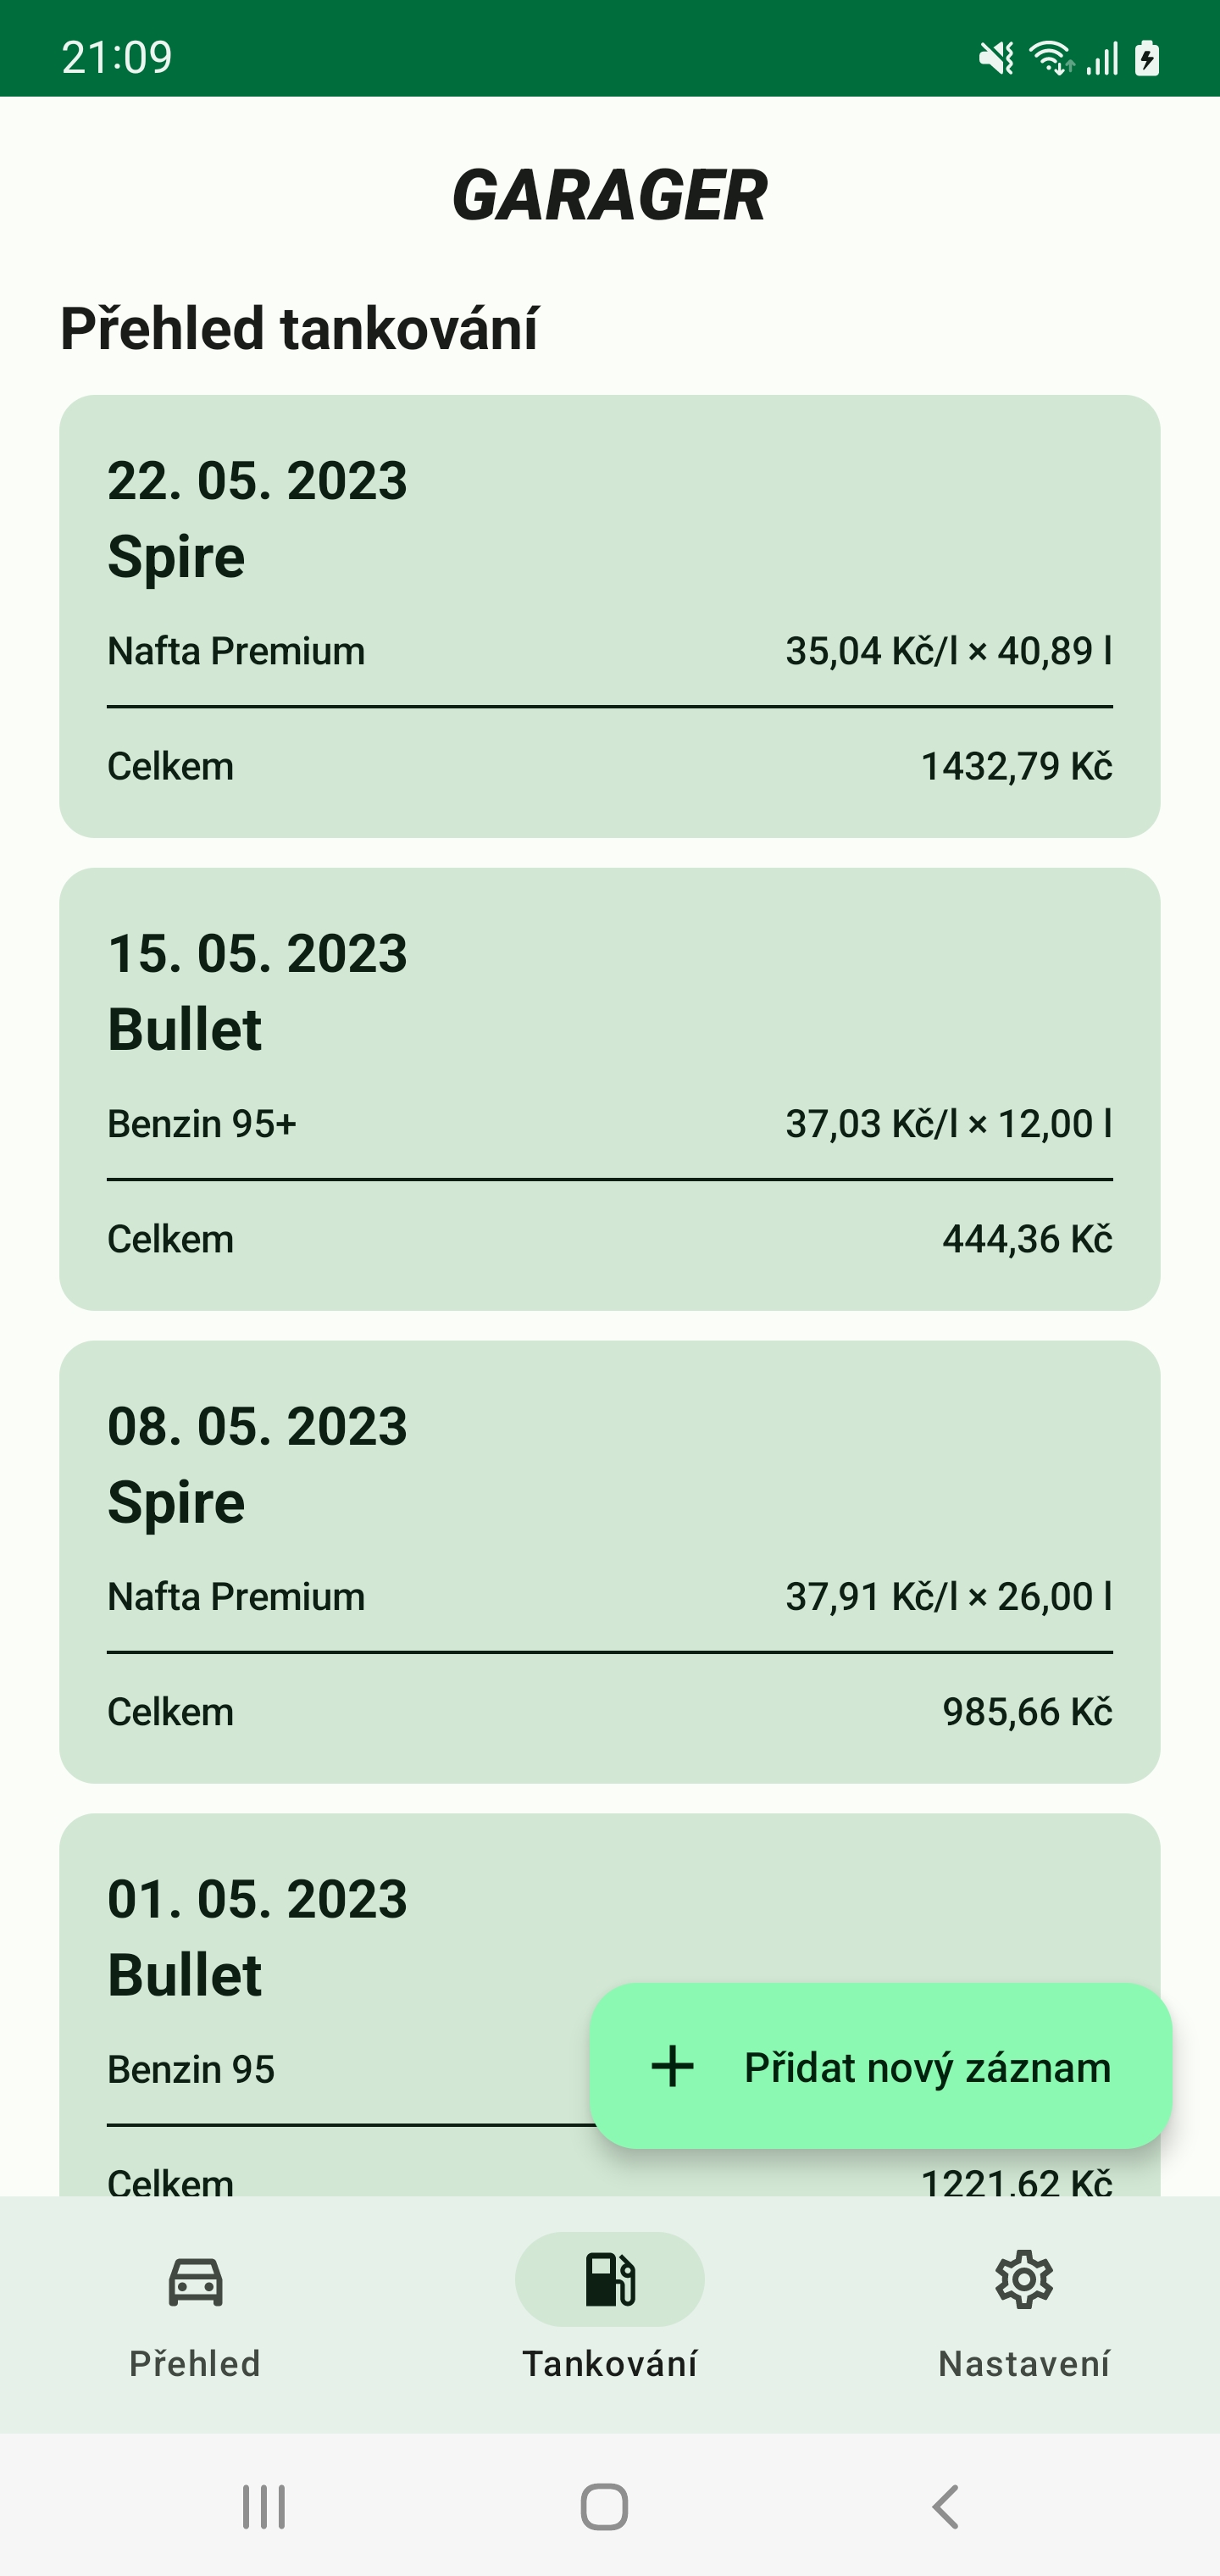 21:09
GARAGER
Přehled tankování
22. 05. 2023
Spire
Nafta Premium 35,04 Kč/l × 40,89 l
Celkem 1432,79 Kč
15. 05. 2023
Bullet
Benzin 95+ 37,03 Kč/l × 12,00 l
Celkem 444,36 Kč
08. 05. 2023
Spire
Nafta Premium 37,91 Kč/l × 26,00 l
Celkem 985,66 Kč
01. 05. 2023
Bullet
Benzin 95
Přidat nový záznam
Celkem 1221,62 Kč
Přehled Tankování Nastavení